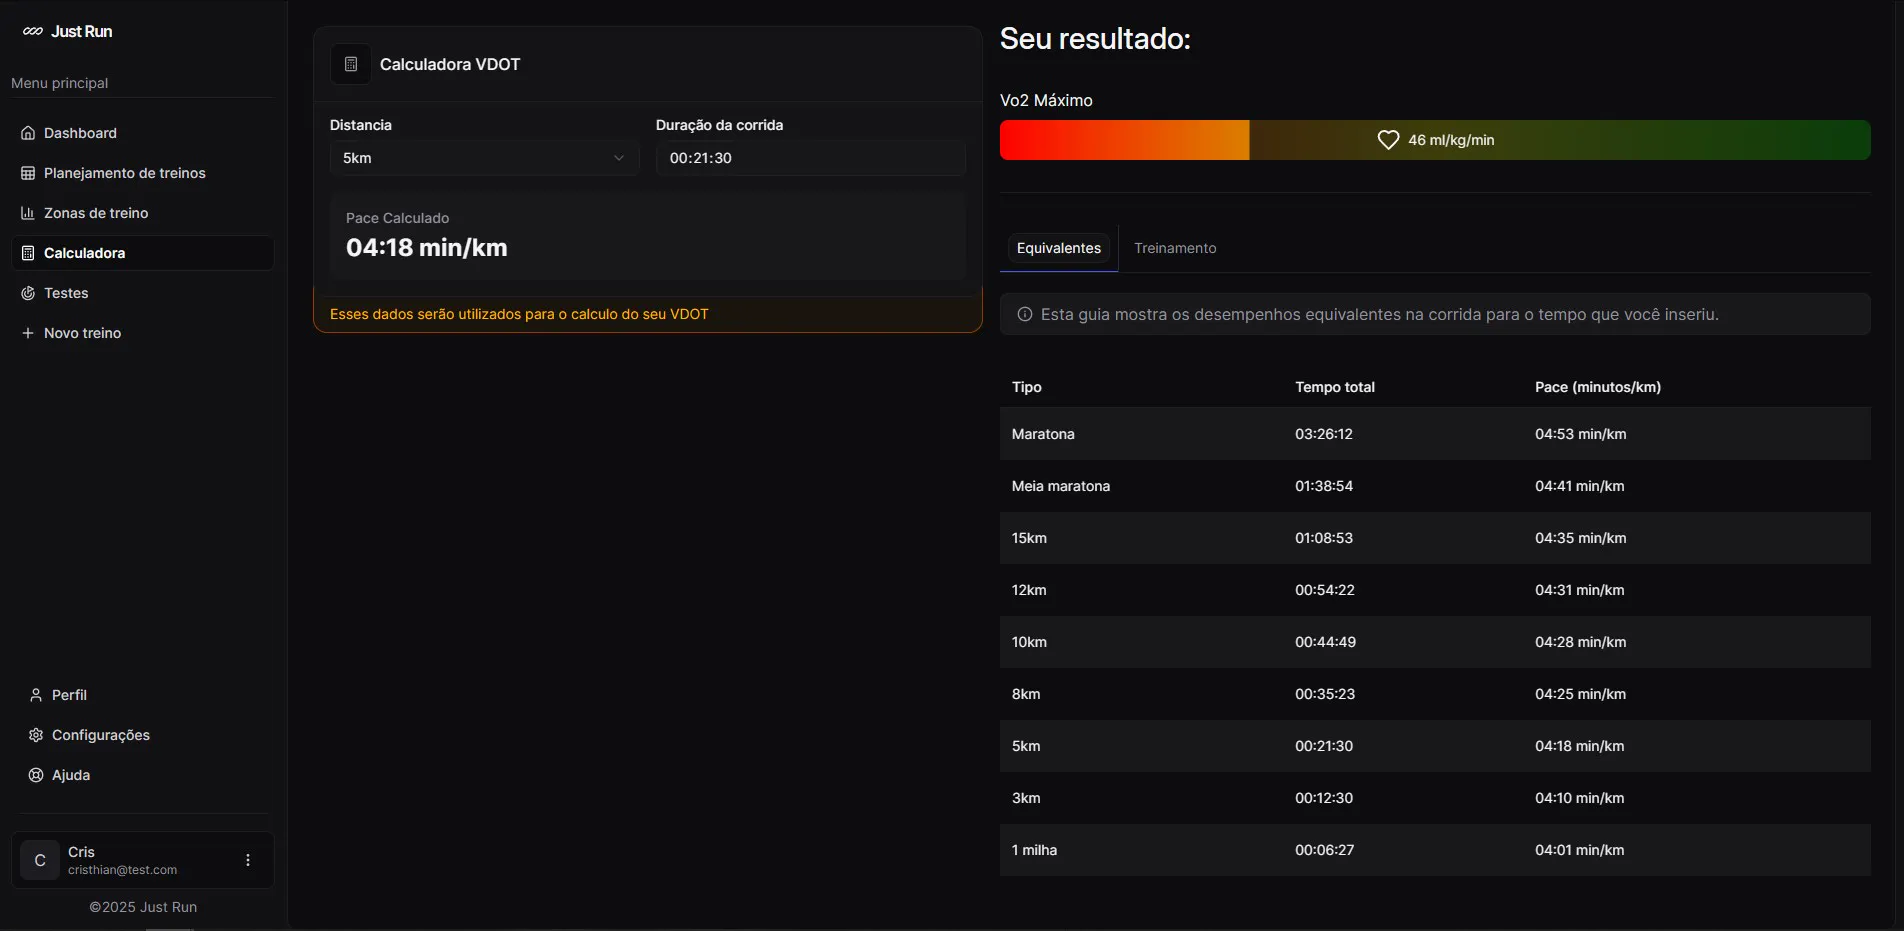 Just Run
Menu principal
Dashboard
Planejamento de treinos
Zonas de treino
Calculadora
Testes
Novo treino
Perfil
Configurações
Ajuda
C
Cris
cristhian@test.com
©2025 Just Run
Calculadora VDOT
Distancia
Duração da corrida
5km
00:21:30
Pace Calculado
04:18 min/km
Esses dados serão utilizados para o calculo do seu VDOT
Seu resultado:
Vo2 Máximo
46 ml/kg/min
Equivalentes
Treinamento
Esta guia mostra os desempenhos equivalentes na corrida para o tempo que você inseriu.
Tipo Tempo total Pace (minutos/km)
Maratona 03:26:12 04:53 min/km
Meia maratona 01:38:54 04:41 min/km
15km 01:08:53 04:35 min/km
12km 00:54:22 04:31 min/km
10km 00:44:49 04:28 min/km
8km 00:35:23 04:25 min/km
5km 00:21:30 04:18 min/km
3km 00:12:30 04:10 min/km
1 milha 00:06:27 04:01 min/km